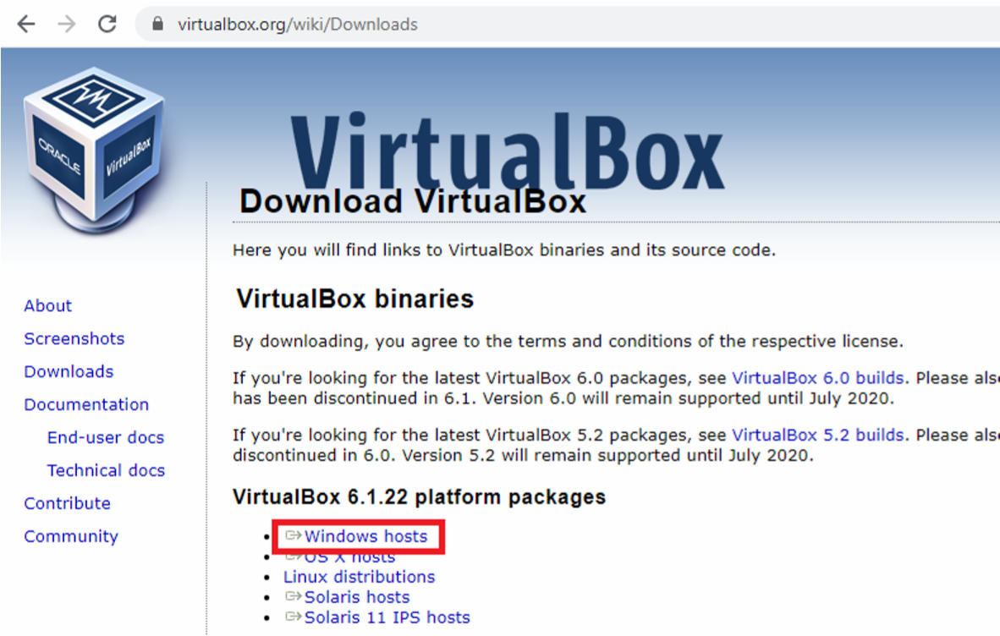 virtualbox.org/wiki/Downloads
ORACLE
VirtualBox
VirtualBox
Download VirtualBox
Here you will find links to VirtualBox binaries and its source code.
VirtualBox binaries
By downloading, you agree to the terms and conditions of the respective license.
If you're looking for the latest VirtualBox 6.0 packages, see VirtualBox 6.0 builds. Please also
has been discontinued in 6.1. Version 6.0 will remain supported until July 2020.
If you're looking for the latest VirtualBox 5.2 packages, see VirtualBox 5.2 builds. Please also
discontinued in 6.0. Version 5.2 will remain supported until July 2020.
VirtualBox 6.1.22 platform packages
Windows hosts
OS X hosts
Linux distributions
Solaris hosts
Solaris 11 IPS hosts
About
Screenshots
Downloads
Documentation
End-user docs
Technical docs
Contribute
Community